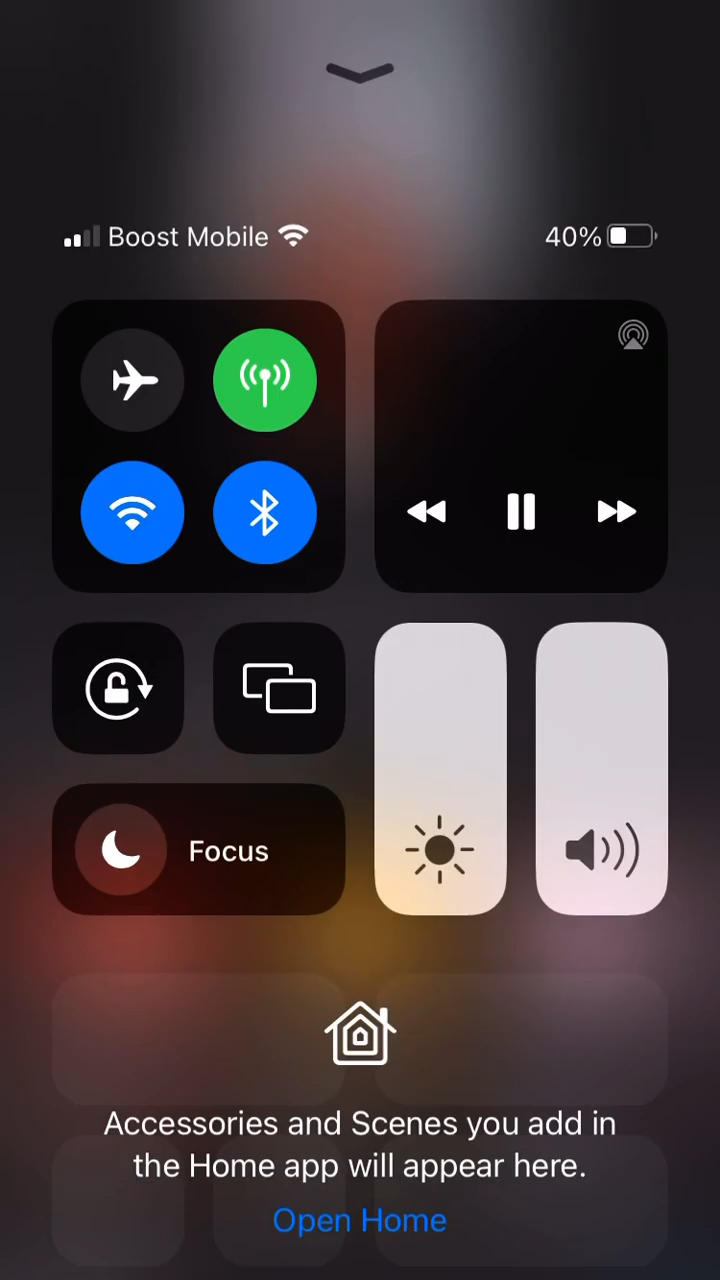 Boost Mobile
40%
Focus
Accessories and Scenes you add in
the Home app will appear here.
Open Home